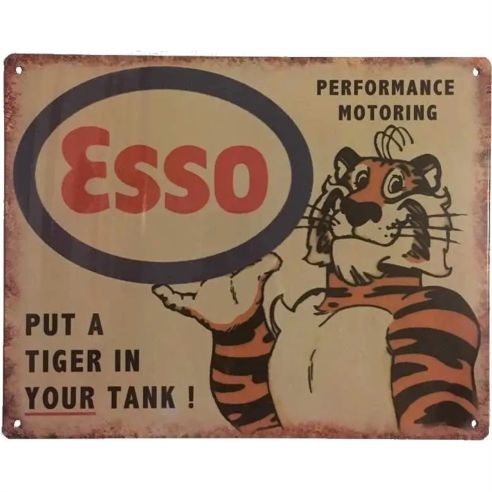 PERFORMANCE
MOTORING
Esso
PUT A
TIGER IN
YOUR TANK !